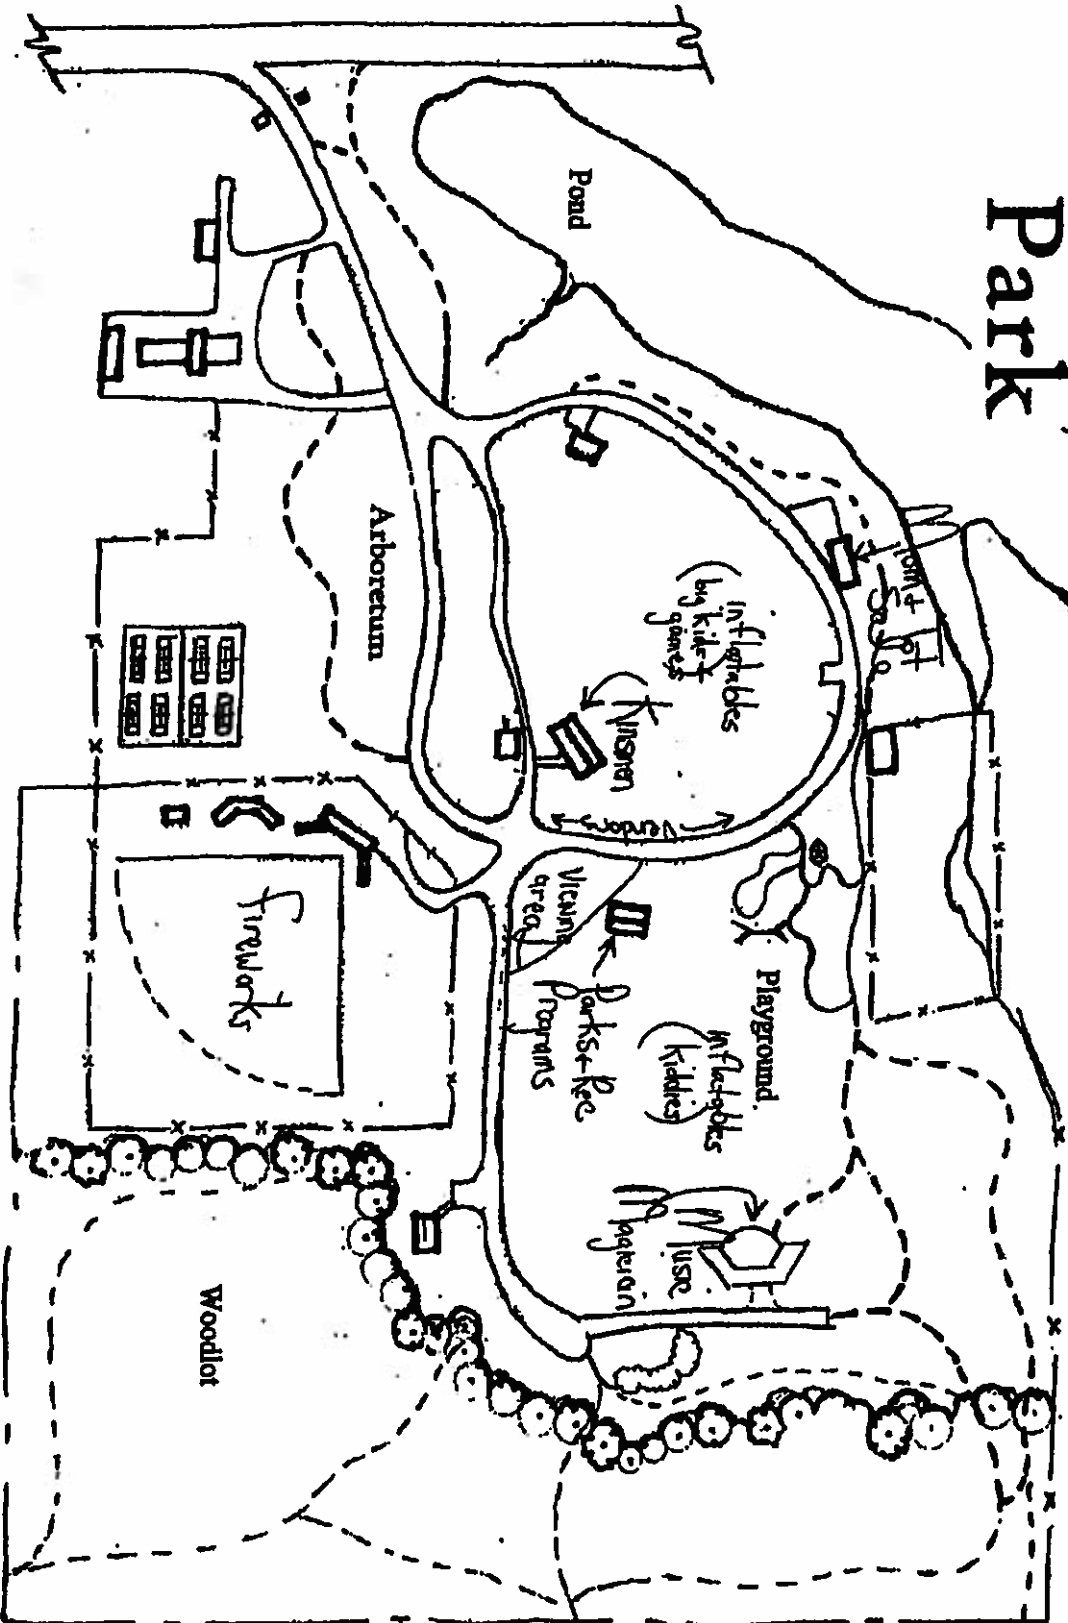 Park
Pond
Arboretum
inflatables
(big kids +
games)
Kinsmen
vendors
Vienna
area
Parks + Rec
Programs
Playground
inflatables
(kiddies)
Music
fireworks
Woodlot